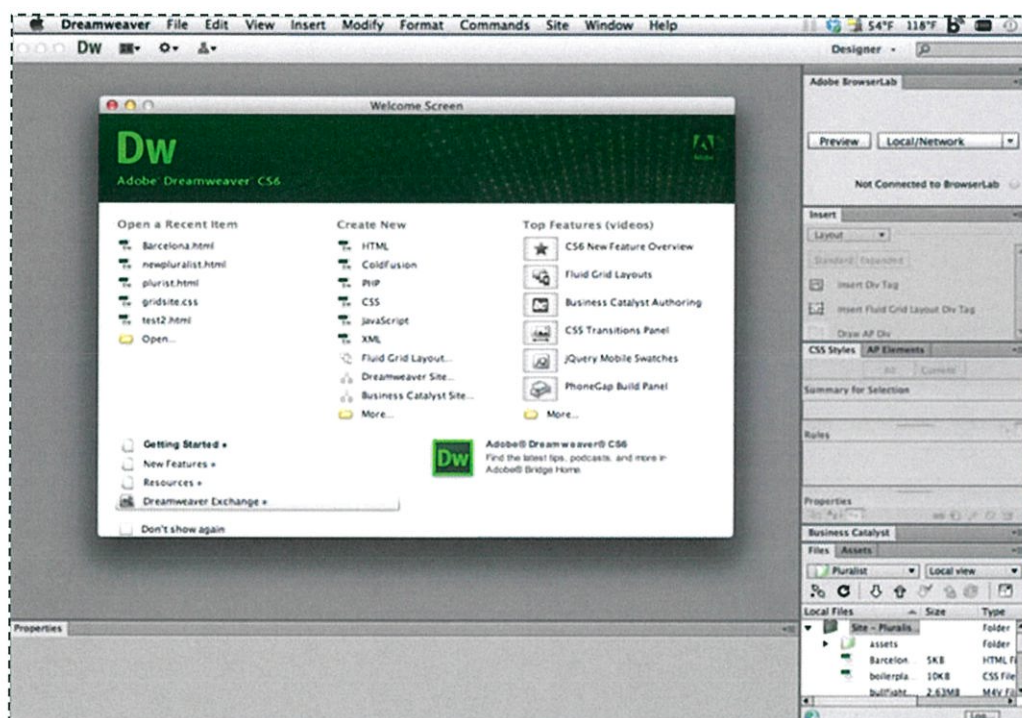 Dreamweaver File Edit View Insert Modify Format Commands Site Window Help 54°F 118°F
Dw
Designer
Welcome Screen
Dw
Adobe
Adobe Dreamweaver CS6
Open a Recent Item
Barcelona.html
newpluralist.html
plurist.html
gridsite.css
test2.html
Open...
Create New
HTML
ColdFusion
PHP
CSS
JavaScript
XML
Fluid Grid Layout...
Dreamweaver Site...
Business Catalyst Site...
More...
Top Features (videos)
CS6 New Feature Overview
Fluid Grid Layouts
Business Catalyst Authoring
CSS Transitions Panel
jQuery Mobile Swatches
PhoneGap Build Panel
More...
Getting Started »
New Features »
Resources »
Dreamweaver Exchange »
Don't show again
Dw
Adobe® Dreamweaver® CS6
Find the latest tips, podcasts, and more in
Adobe® Bridge Home.
Properties
Adobe BrowserLab
Preview Local/Network
Not Connected to BrowserLab
Insert
Layout
Standard Expanded
Insert Div Tag
Insert Fluid Grid Layout Div Tag
Draw AP Div
CSS Styles AP Elements
All Current
Summary for Selection
Rules
Properties
Business Catalyst
Files Assets
Pluralist Local view
Local Files Size Type
Site - Pluralis... Folder
assets Folder
Barcelon... 5KB HTML Fi
boilerpla... 10KB CSS File
bullfight... 2.63MB M4V Fil
Log...